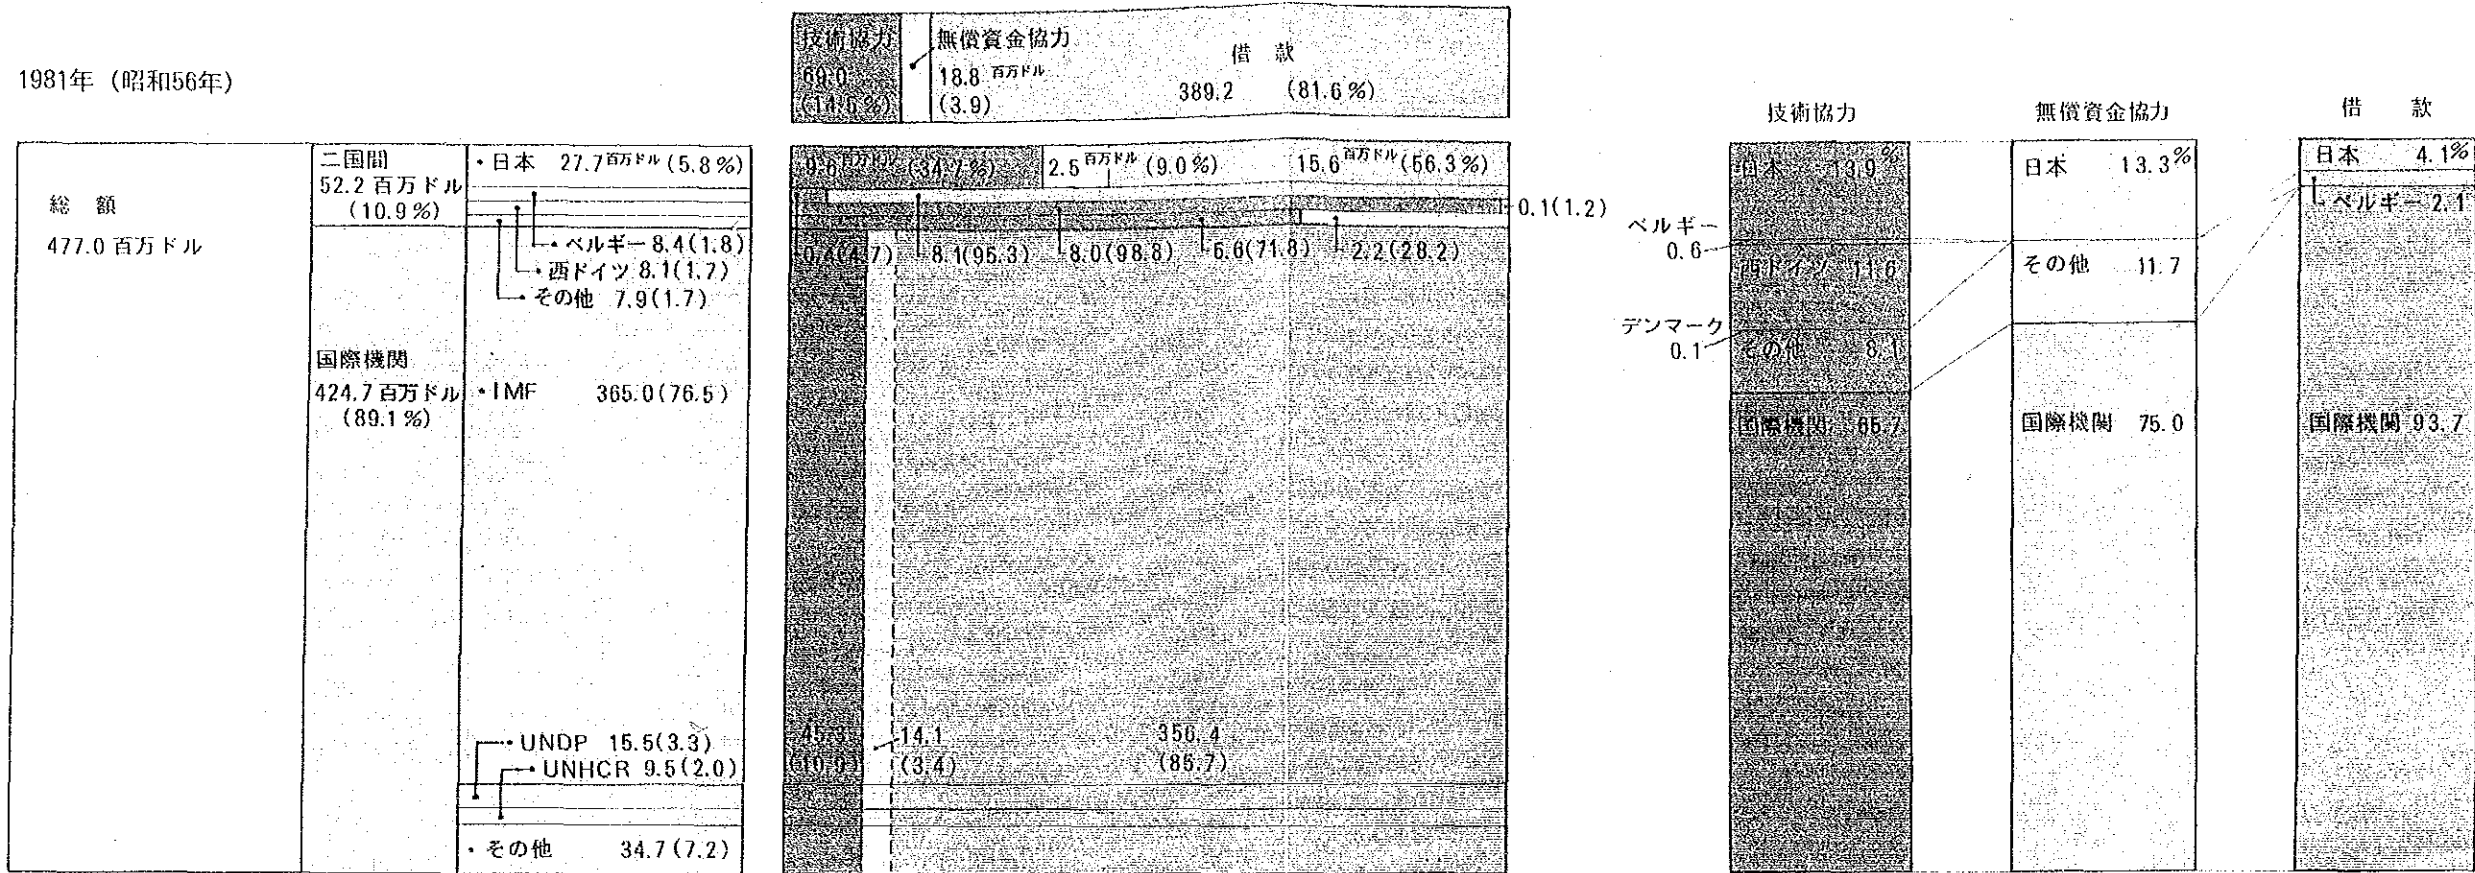 1981年 (昭和56年)
技術協力
69.0
(14.5%)
無償資金協力
18.8 百万ドル
(3.9)
借 款
389.2 (81.6%)
総 額
477.0 百万ドル
二国間
52.2 百万ドル
(10.9%)
・日本 27.7百万ドル (5.8%)
・ベルギー 8.4(1.8)
・西ドイツ 8.1(1.7)
・その他 7.9(1.7)
国際機関
424.7 百万ドル
(89.1%)
・IMF 365.0(76.5)
・UNDP 15.5(3.3)
・UNHCR 9.5(2.0)
・その他 34.7(7.2)
9.6百万ドル (34.7%)
2.5百万ドル (9.0%)
15.6百万ドル (56.3%)
0.1(1.2)
0.4(4.7)
8.1(95.3)
8.0(98.8)
5.6(71.8)
2.2(28.2)
45.3
(10.9)
14.1
(3.4)
356.4
(85.7)
技術協力
日本 13.9%
ベルギー
0.6
西ドイツ 11.6
デンマーク
0.1
その他 8.1
国際機関 65.7
無償資金協力
日本 13.3%
その他 11.7
国際機関 75.0
借 款
日本 4.1%
ベルギー 2.1
国際機関 93.7